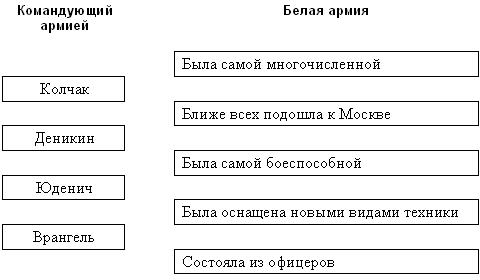 Командующий
армией
Белая армия
Была самой многочисленной
Колчак
Ближе всех подошла к Москве
Деникин
Была самой боеспособной
Юденич
Была оснащена новыми видами техники
Врангель
Состояла из офицеров